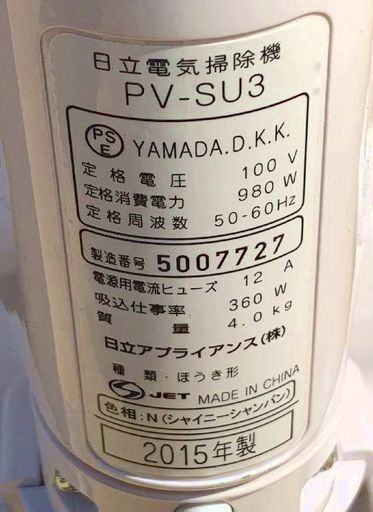 日立電気掃除機
PV-SU3
PS E YAMADA.D.K.K.
定格電圧 100 V
定格消費電力 980 W
定格周波数 50-60Hz
製造番号 5007727
電源用電流ヒューズ 12 A
吸込仕事率 360 W
質量 4.0kg
日立アプライアンス(株)
種類・ほうき形
S JET MADE IN CHINA
色相:N(シャイニーシャンパン)
2015年製